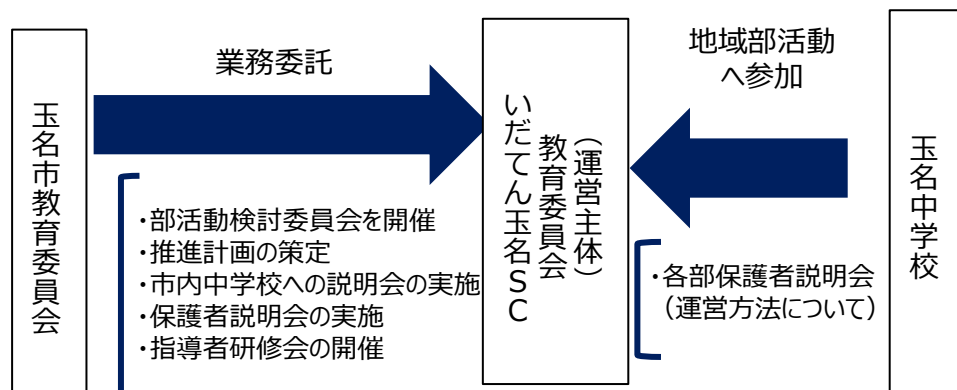 玉名市教育委員会
業務委託
・部活動検討委員会を開催
・推進計画の策定
・市内中学校への説明会の実施
・保護者説明会の実施
・指導者研修会の開催
（運営主体）
教育委員会
いだてん玉名ＳＣ
地域部活動
へ参加
・各部保護者説明会
（運営方法について）
玉名中学校